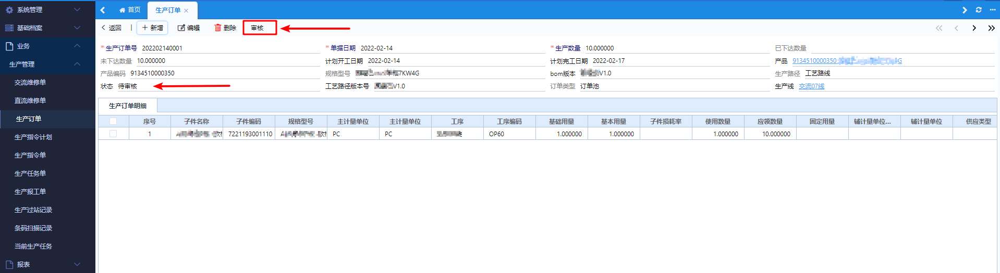 系统管理
基础档案
业务
生产管理
交流维修单
直流维修单
生产订单
生产指令计划
生产指令单
生产任务单
生产报工单
生产过站记录
条码扫描记录
当前生产任务
报表
首页 生产订单
返回 | 新增 编辑 删除 审核
* 生产订单号 202202140001 * 单据日期 2022-02-14 * 生产数量 10.000000 已下达数量
未下达数量 10.000000 计划开工日期 2022-02-14 计划完工日期 2022-02-17 产品 9134510000350: G
产品编码 9134510000350 规格型号 7KW4G bom版本 V1.0 生产路径 工艺路线
状态 待审核 工艺路径版本号 V1.0 订单类型 订单池 生产线 交流07线
生产订单明细
序号 子件名称 子件编码 规格型号 主计量单位 主计量单位 工序 工序编码 基础用量 基本用量 子件损耗率 使用数量 应领数量 固定用量 辅计量单位... 辅计量单位 供应类型
1 7221193001110 PC PC OP60 1.000000 1.000000 1.000000 10.000000